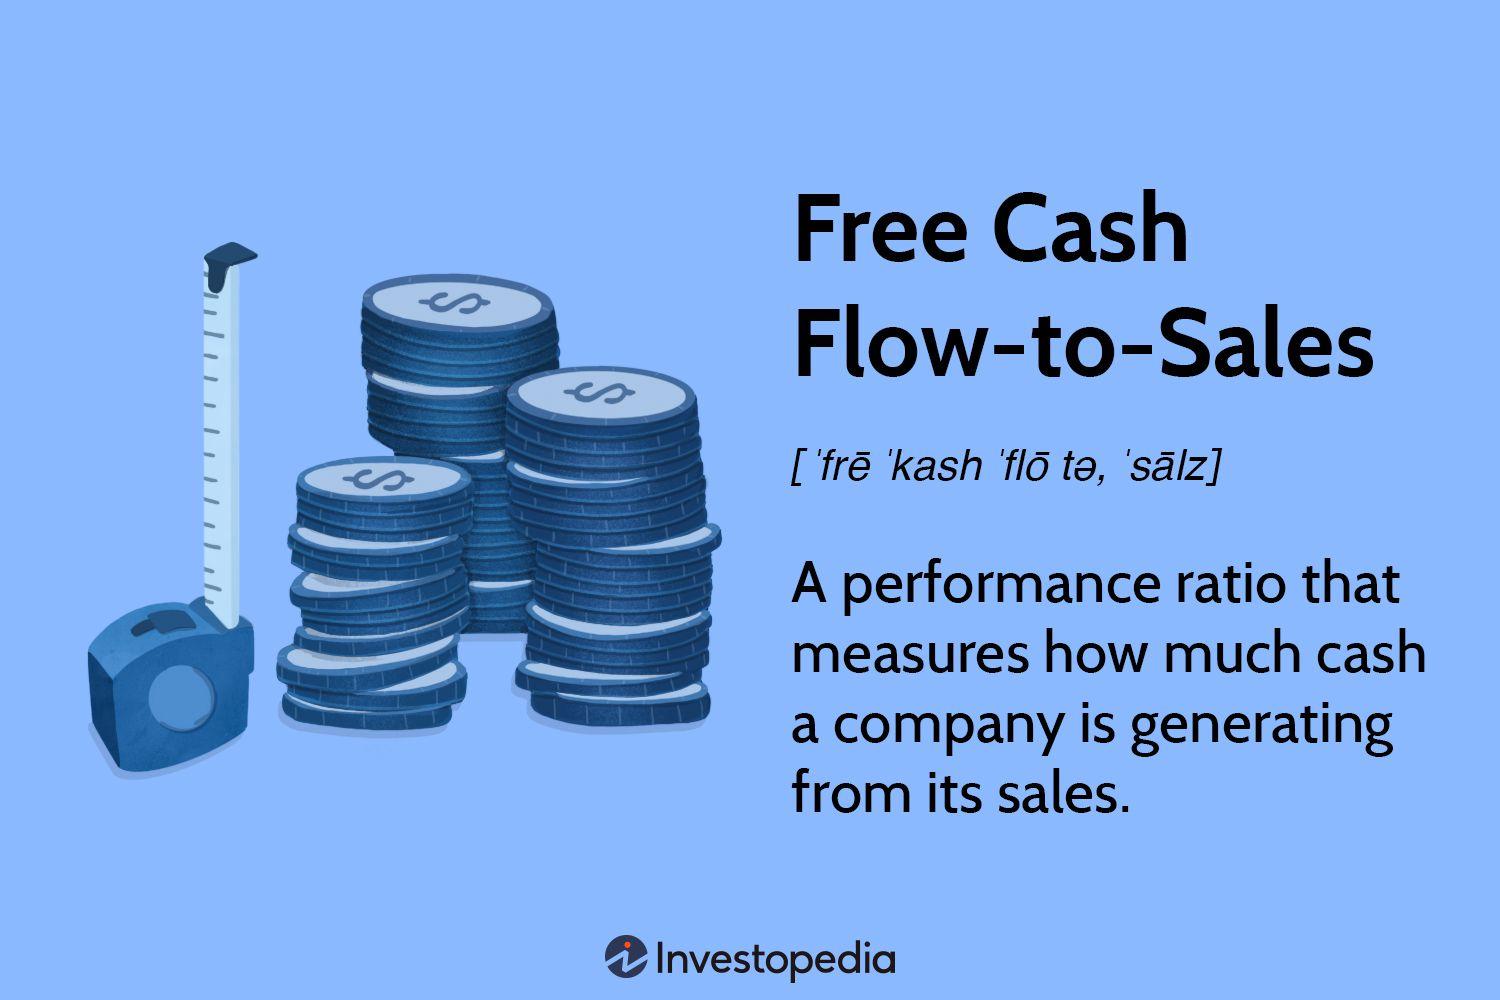 Free Cash
Flow-to-Sales
[ ˈfrē ˈkash ˈflō tə, ˈsālz]
A performance ratio that
measures how much cash
a company is generating
from its sales.
Investopedia